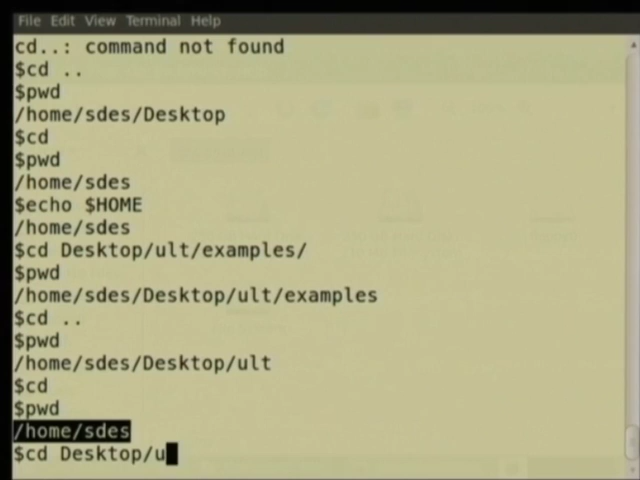 File Edit View Terminal Help
cd..: command not found
$cd ..
$pwd
/home/sdes/Desktop
$cd
$pwd
/home/sdes
$echo $HOME
/home/sdes
$cd Desktop/ult/examples/
$pwd
/home/sdes/Desktop/ult/examples
$cd ..
$pwd
/home/sdes/Desktop/ult
$cd
$pwd
/home/sdes
$cd Desktop/u